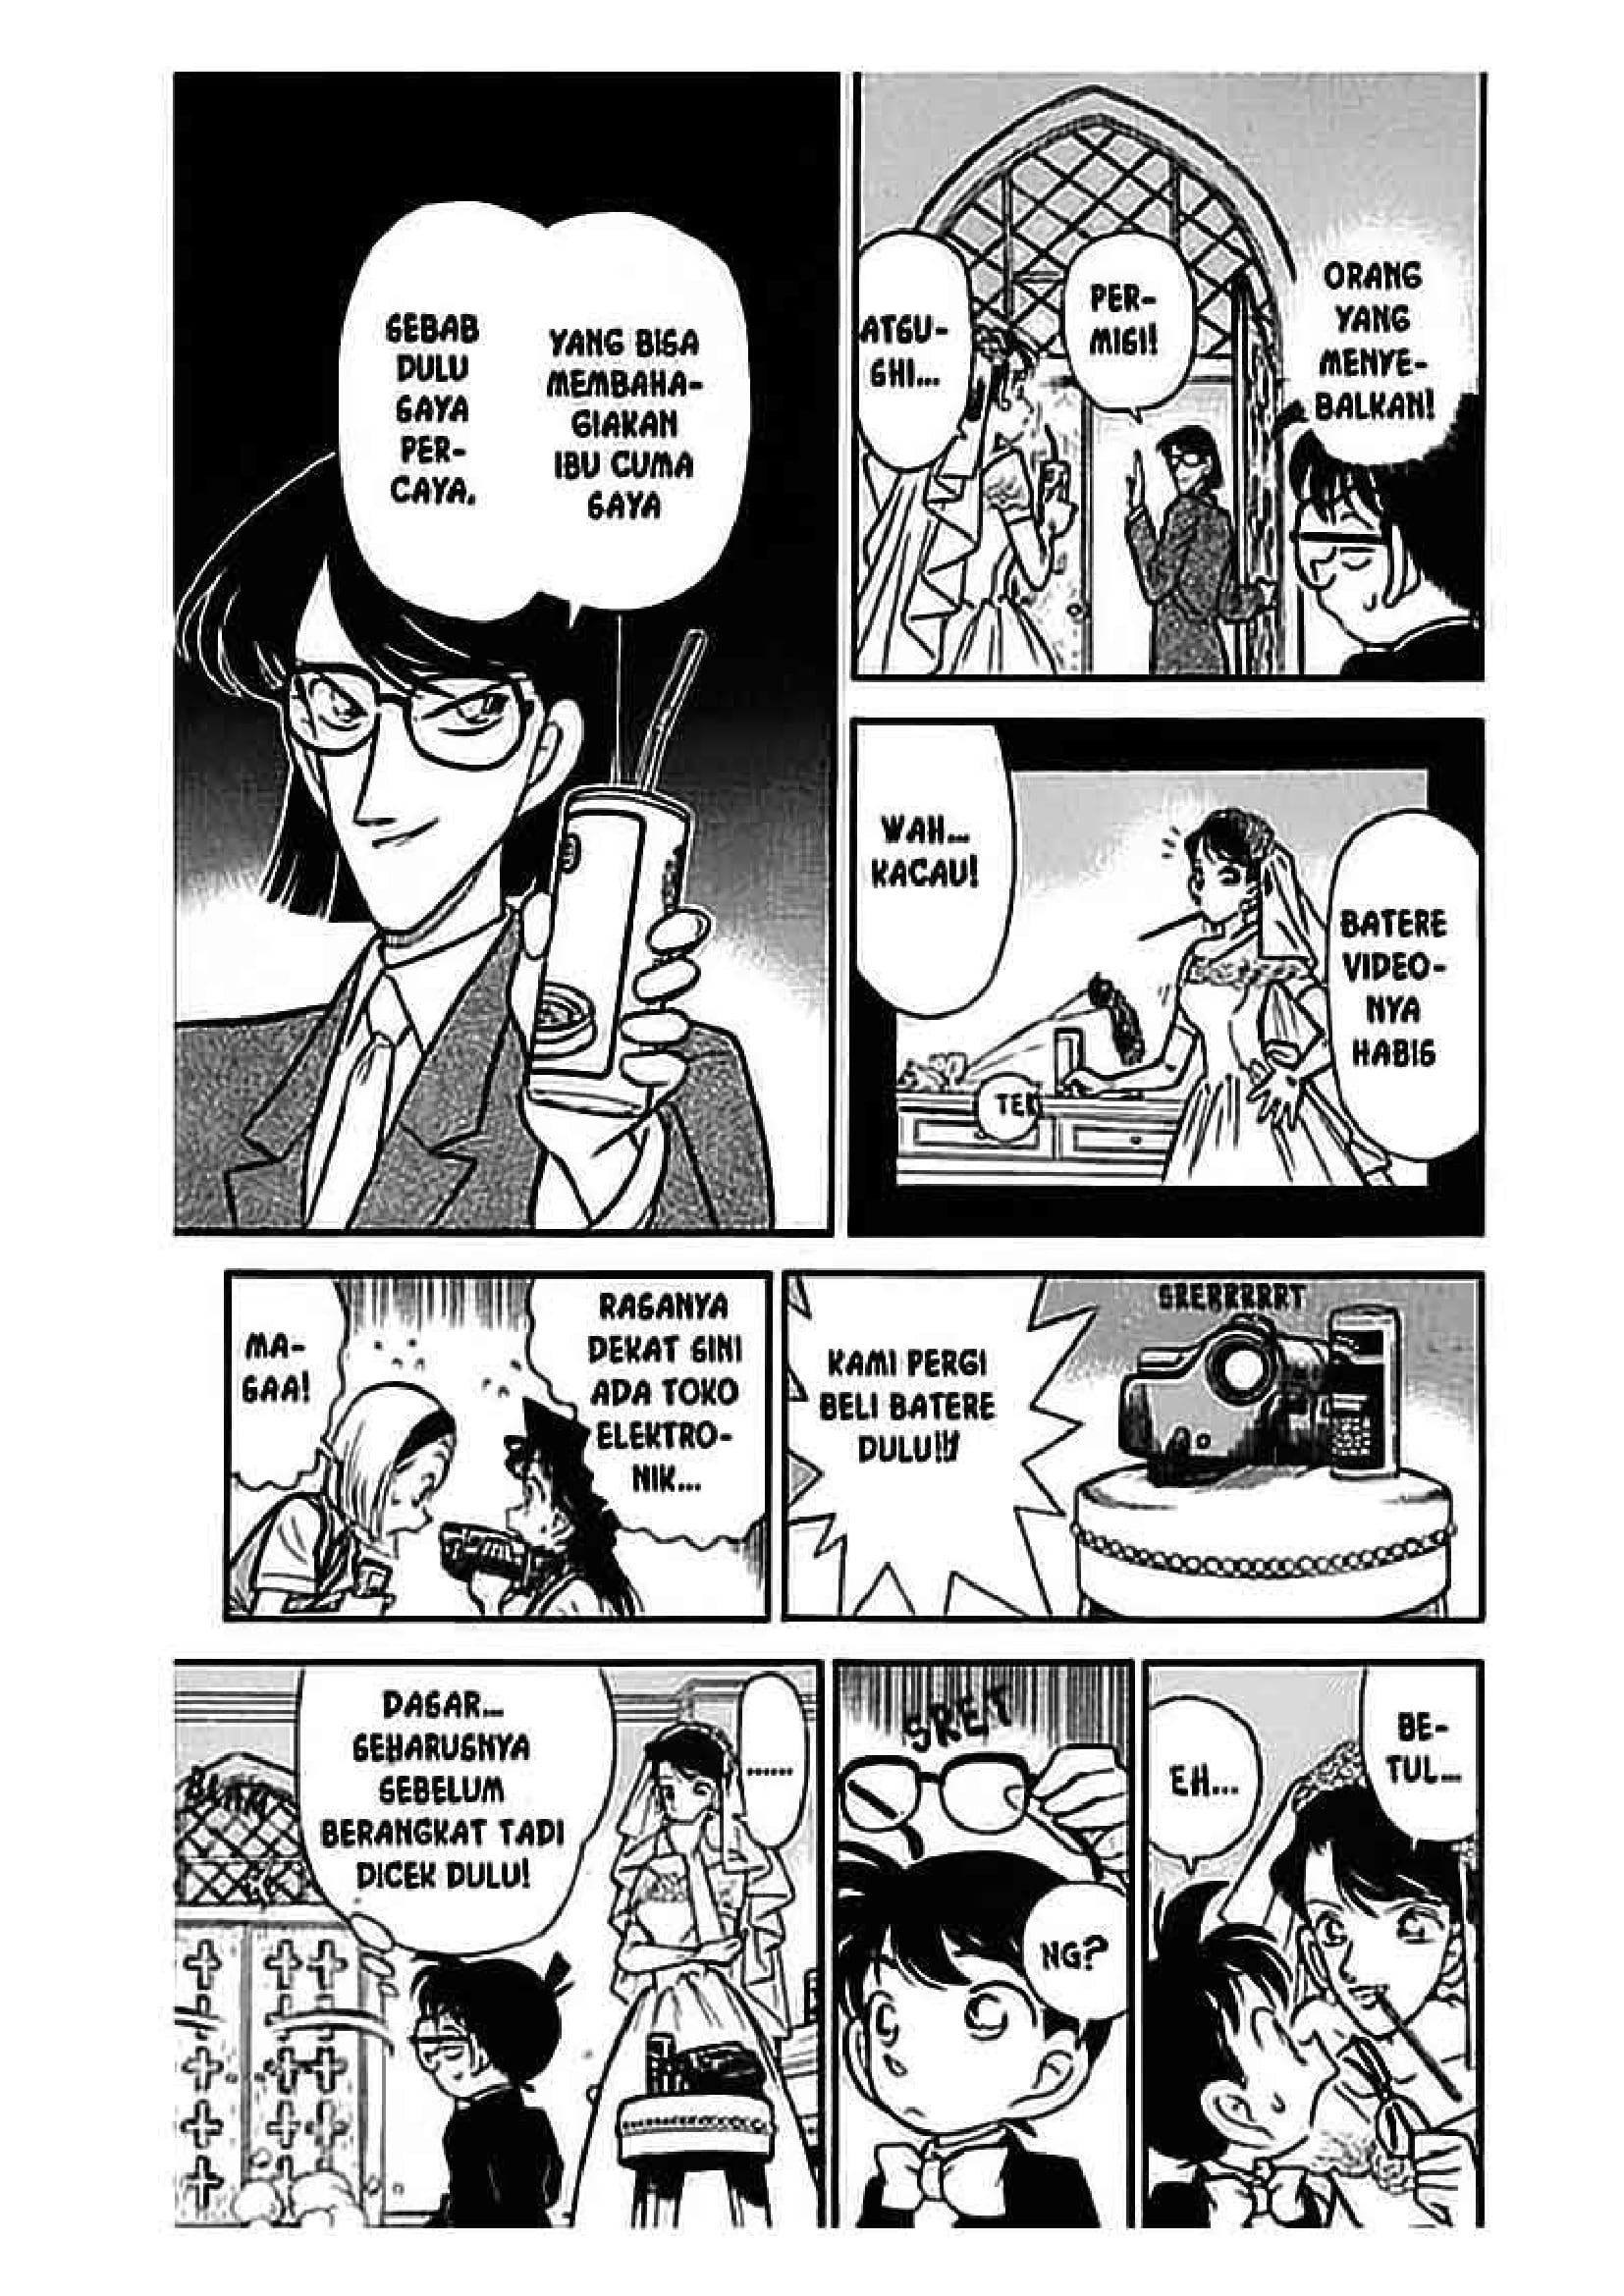 ORANG
YANG
MENYE-
BALKAN!
PER-
MISI!!
ATSU-
SHI...
BATERE
VIDEO-
NYA
HABIS
WAH...
KACAU!
YANG BISA
MEMBAHA-
GIAKAN
IBU CUMA
SAYA
SEBAB
DULU
SAYA
PER-
CAYA.
SRERRRRRT
KAMI PERGI
BELI BATERE
DULU!!!
RASANYA
DEKAT SINI
ADA TOKO
ELEKTRO-
NIK...
MA-
SAA!
BE-
TUL...
EH...
SRET
NG?
......
DASAR...
SEHARUSNYA
SEBELUM
BERANGKAT TADI
DICEK DULU!